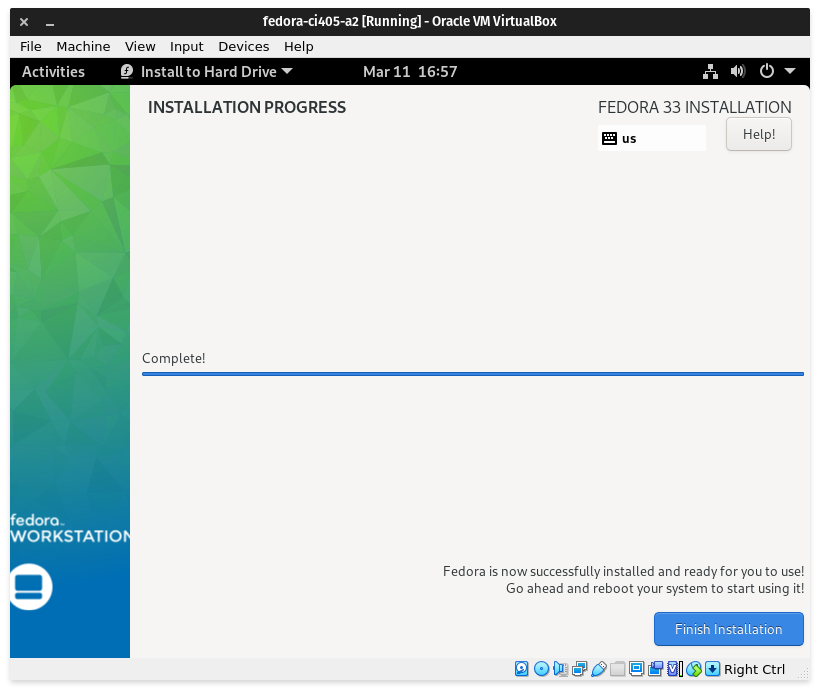 fedora-ci405-a2 [Running] - Oracle VM VirtualBox
File Machine View Input Devices Help
Activities Install to Hard Drive Mar 11 16:57
INSTALLATION PROGRESS
FEDORA 33 INSTALLATION
us
Help!
Complete!
fedora
WORKSTATION
Fedora is now successfully installed and ready for you to use!
Go ahead and reboot your system to start using it!
Finish Installation
Right Ctrl